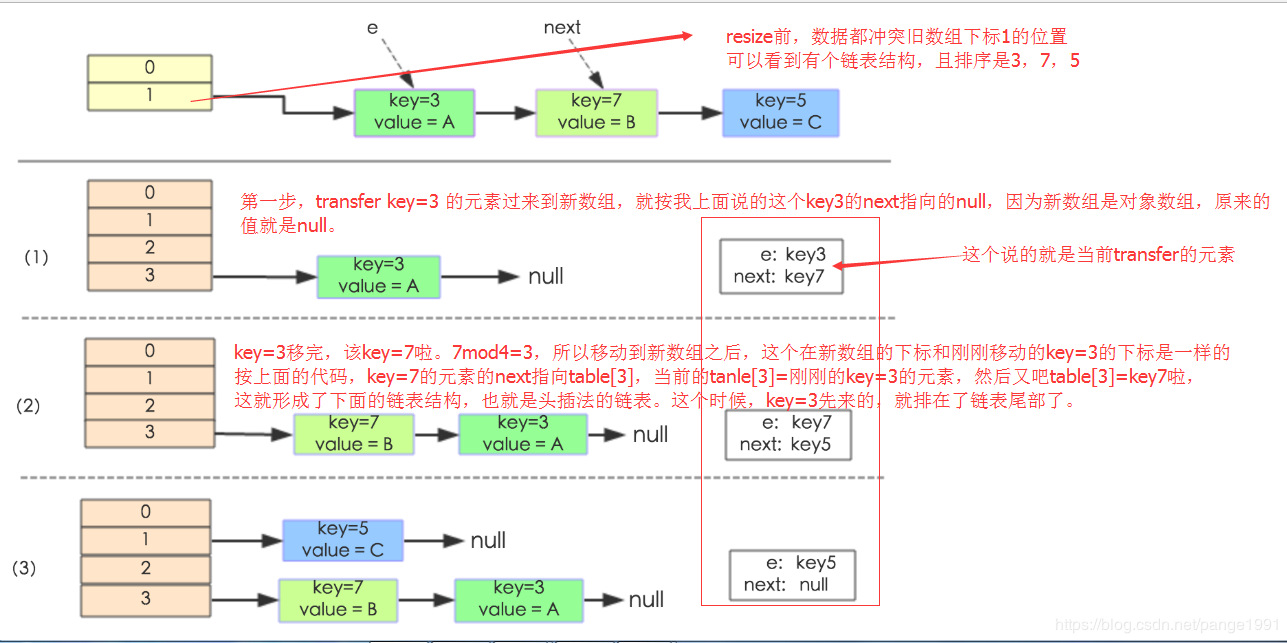 e
next
resize前，数据都冲突旧数组下标1的位置
可以看到有个链表结构，且排序是3，7，5
0
1
key=3
value = A
key=7
value = B
key=5
value = C
第一步，transfer key=3 的元素过来到新数组，就按我上面说的这个key3的next指向的null，因为新数组是对象数组，原来的
值就是null。
(1)
0
1
2
3
key=3
value = A
null
e: key3
next: key7
这个说的就是当前transfer的元素
key=3移完，该key=7啦。7mod4=3，所以移动到新数组之后，这个在新数组的下标和刚刚移动的key=3的下标是一样的
按上面的代码，key=7的元素的next指向table[3]，当前的tanle[3]=刚刚的key=3的元素，然后又吧table[3]=key7啦，
这就形成了下面的链表结构，也就是头插法的链表。这个时候，key=3先来的，就排在了链表尾部了。
(2)
0
1
2
3
key=7
value = B
key=3
value = A
null
e: key7
next: key5
(3)
0
1
2
3
key=5
value = C
null
key=7
value = B
key=3
value = A
null
e: key5
next: null
https://blog.csdn.net/pange1991